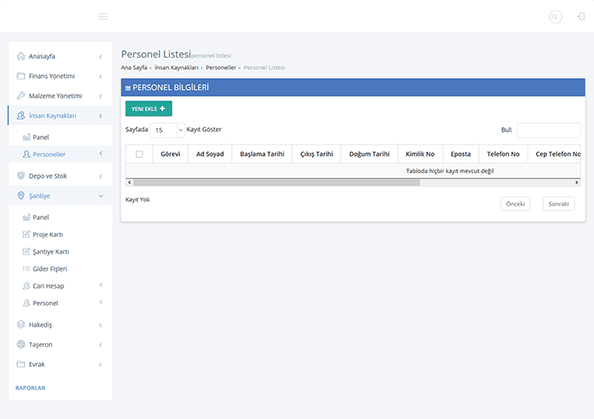 Anasayfa
Finans Yönetimi
Malzeme Yönetimi
İnsan Kaynakları
Panel
Personeller
Depo ve Stok
Şantiye
Panel
Proje Kartı
Şantiye Kartı
Gider Fişleri
Cari Hesap
Personel
Hakediş
Taşeron
Evrak
RAPORLAR
Personel Listesi personel listesi
Ana Sayfa » İnsan Kaynakları » Personeller » Personel Listesi
PERSONEL BİLGİLERİ
YENİ EKLE +
Sayfada 15 Kayıt Göster
Bul:
Görevi Ad Soyad Başlama Tarihi Çıkış Tarihi Doğum Tarihi Kimlik No Eposta Telefon No Cep Telefon No
Tabloda hiçbir kayıt mevcut değil
Kayıt Yok
Önceki Sonraki